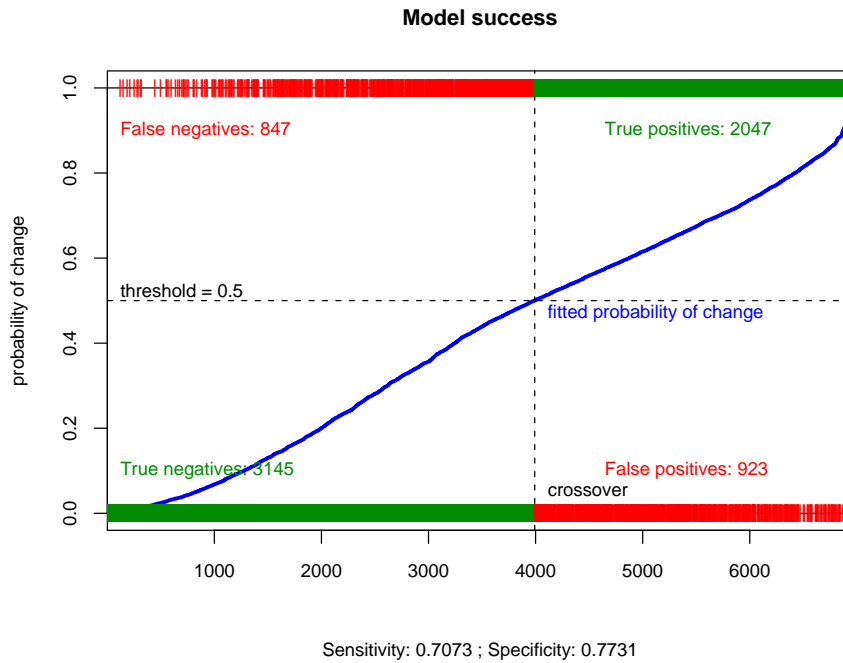 Model success
probability of change
1.0
0.8
0.6
0.4
0.2
0.0
False negatives: 847
True positives: 2047
threshold = 0.5
fitted probability of change
True negatives: 3145
False positives: 923
crossover
1000 2000 3000 4000 5000 6000
Sensitivity: 0.7073 ; Specificity: 0.7731